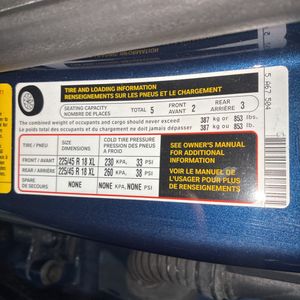 TIRE AND LOADING INFORMATION
RENSEIGNEMENTS SUR LES PNEUS ET LE CHARGEMENT
SEATING CAPACITY
NOMBRE DE PLACES
TOTAL 5
FRONT AVANT 2
REAR ARRIÈRE 3
The combined weight of occupants and cargo should never exceed 387 kg ou 853 lbs.
Le poids total des occupants et du chargement ne doit jamais dépasser 387 kg or 853 lb.
TIRE / PNEU
SIZE DIMENSIONS
COLD TIRE PRESSURE
PRESSION DES PNEUS A FROID
FRONT / AVANT 225/45 R 18 XL 230 KPA, 33 PSI
REAR / ARRIÈRE 225/45 R 18 XL 260 KPA, 38 PSI
SPARE DE SECOURS NONE NONE KPA, NONE PSI
SEE OWNER'S MANUAL
FOR ADDITIONAL
INFORMATION
VOIR LE MANUEL DE
L'USAGER POUR PLUS
DE RENSEIGNEMENTS